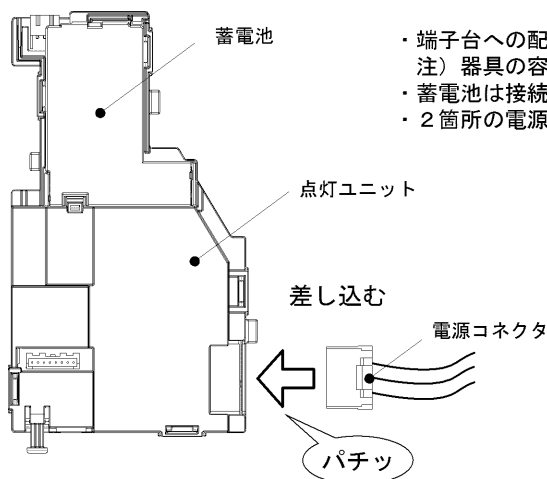 蓄電池
・端子台への配
注）器具の容
・蓄電池は接続
・２箇所の電源
点灯ユニット
差し込む
電源コネクタ
パチッ